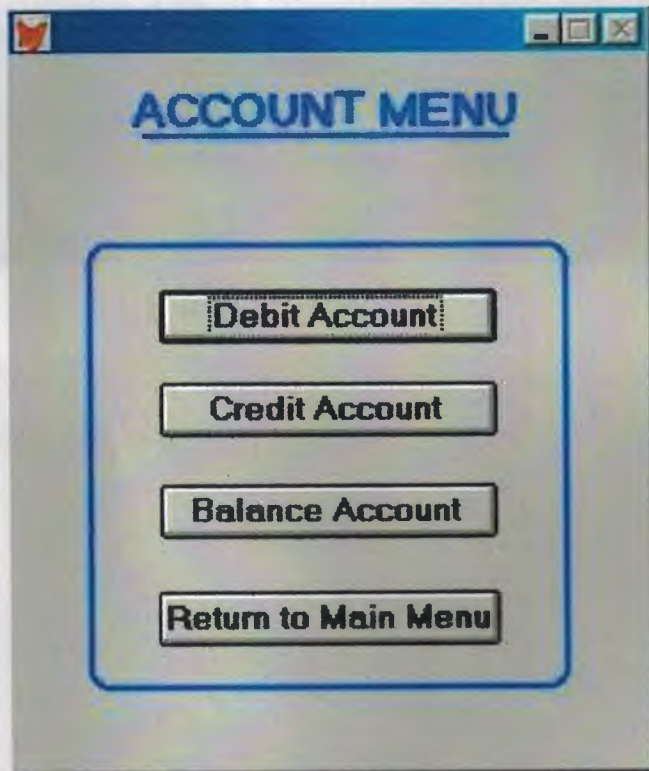 ACCOUNT MENU
Debit Account
Credit Account
Balance Account
Return to Main Menu